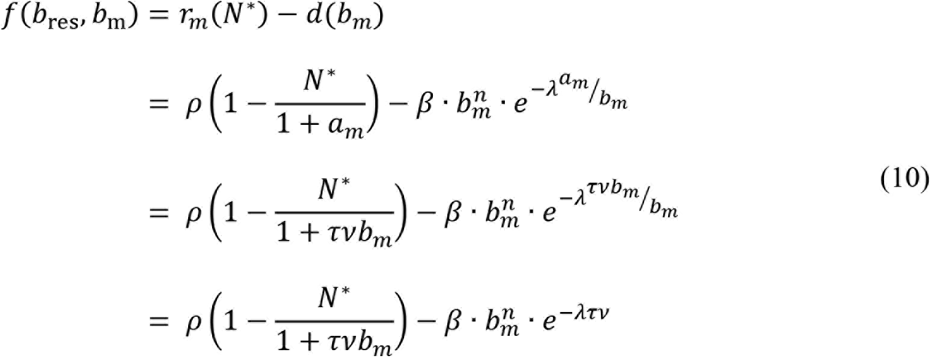 f(b_res, b_m) = r_m(N*) − d(b_m)
= ρ(1 − N*/(1 + a_m)) − β · b_m^n · e^(−λ a_m/b_m)
= ρ(1 − N*/(1 + τνb_m)) − β · b_m^n · e^(−λ τνb_m/b_m)
(10)
= ρ(1 − N*/(1 + τνb_m)) − β · b_m^n · e^(−λτν)